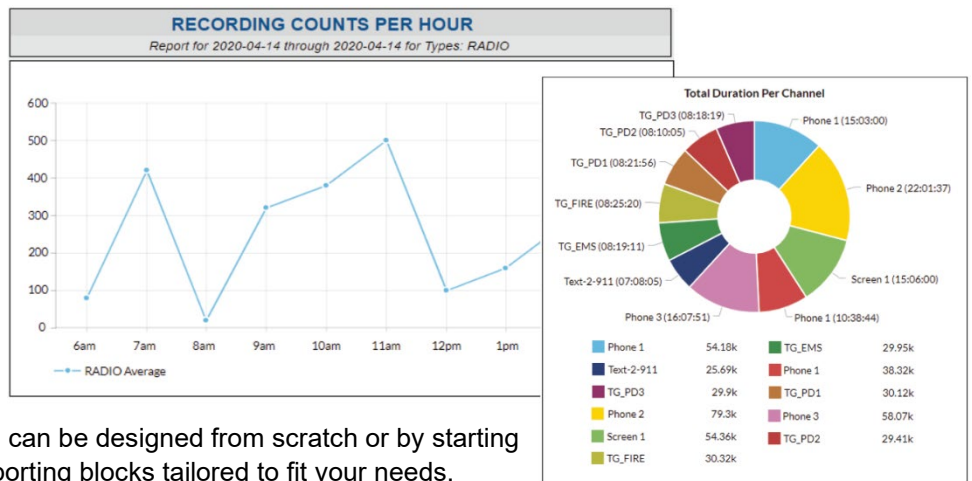 RECORDING COUNTS PER HOUR
Report for 2020-04-14 through 2020-04-14 for Types: RADIO
600
500
400
300
200
100
0
6am 7am 8am 9am 10am 11am 12pm 1pm
RADIO Average
Total Duration Per Channel
TG_PD3 (08:18:19)
Phone 1 (15:03:00)
TG_PD2 (08:10:05)
TG_PD1 (08:21:56)
Phone 2 (22:01:37)
TG_FIRE (08:25:20)
TG_EMS (08:19:11)
Screen 1 (15:06:00)
Text-2-911 (07:08:05)
Phone 3 (16:07:51)
Phone 1 (10:38:44)
Phone 1 54.18k TG_EMS 29.95k
Text-2-911 25.69k Phone 1 38.32k
TG_PD3 29.9k TG_PD1 30.12k
Phone 2 79.3k Phone 3 58.07k
Screen 1 54.36k TG_PD2 29.41k
TG_FIRE 30.32k
can be designed from scratch or by starting
porting blocks tailored to fit your needs.